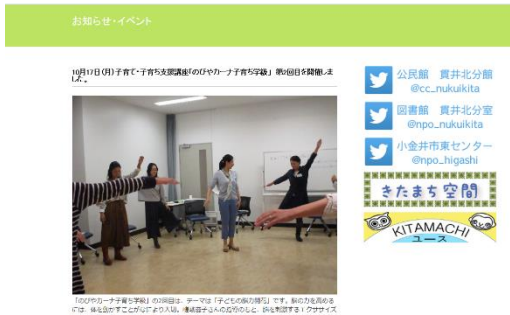 お知らせ・イベント
10月17日(月)子育て・子育ち支援講座「のびやかーナ子育ち学級」 第2回目を開催しま
した。
公民館 貫井北分館
@cc_nukuikita
図書館 貫井北分室
@npo_nukuikita
小金井市東センター
@npo_higashi
きたまち空間
KITAMACHI
ユース
「のびやかーナ子育ち学級」の2回目は、テーマは「子どもの脳力開花」です。脳の力を高める
には、体を動かすことがなにより大切。